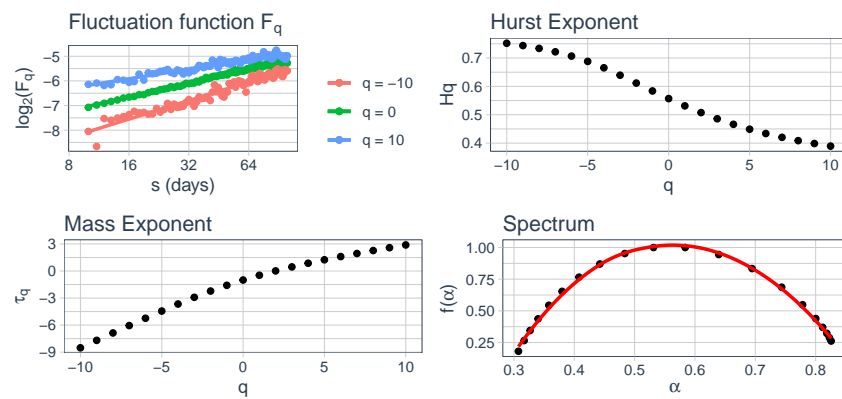 Fluctuation function F_q
log₂(F_q)
−5
−6
−7
−8
8
16
32
64
s (days)
q = −10
q = 0
q = 10
Hurst Exponent
Hq
0.7
0.6
0.5
0.4
−10
−5
0
5
10
q
Mass Exponent
τ_q
3
0
−3
−6
−9
−10
−5
0
5
10
q
Spectrum
f(α)
1.00
0.75
0.50
0.25
0.3
0.4
0.5
0.6
0.7
0.8
α